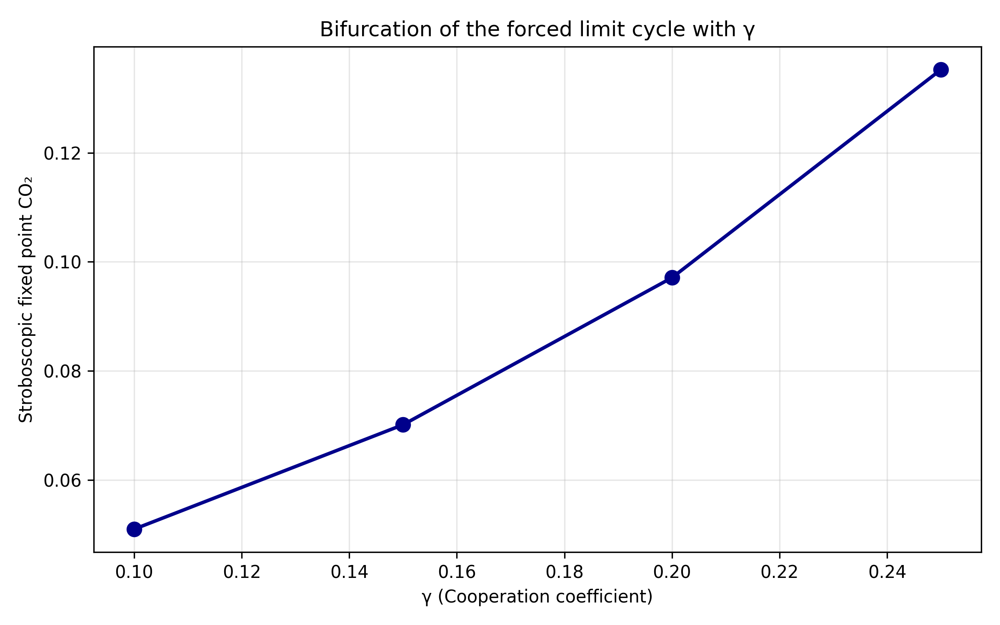 Bifurcation of the forced limit cycle with γ
Stroboscopic fixed point CO₂
0.12
0.10
0.08
0.06
0.10 0.12 0.14 0.16 0.18 0.20 0.22 0.24
γ (Cooperation coefficient)